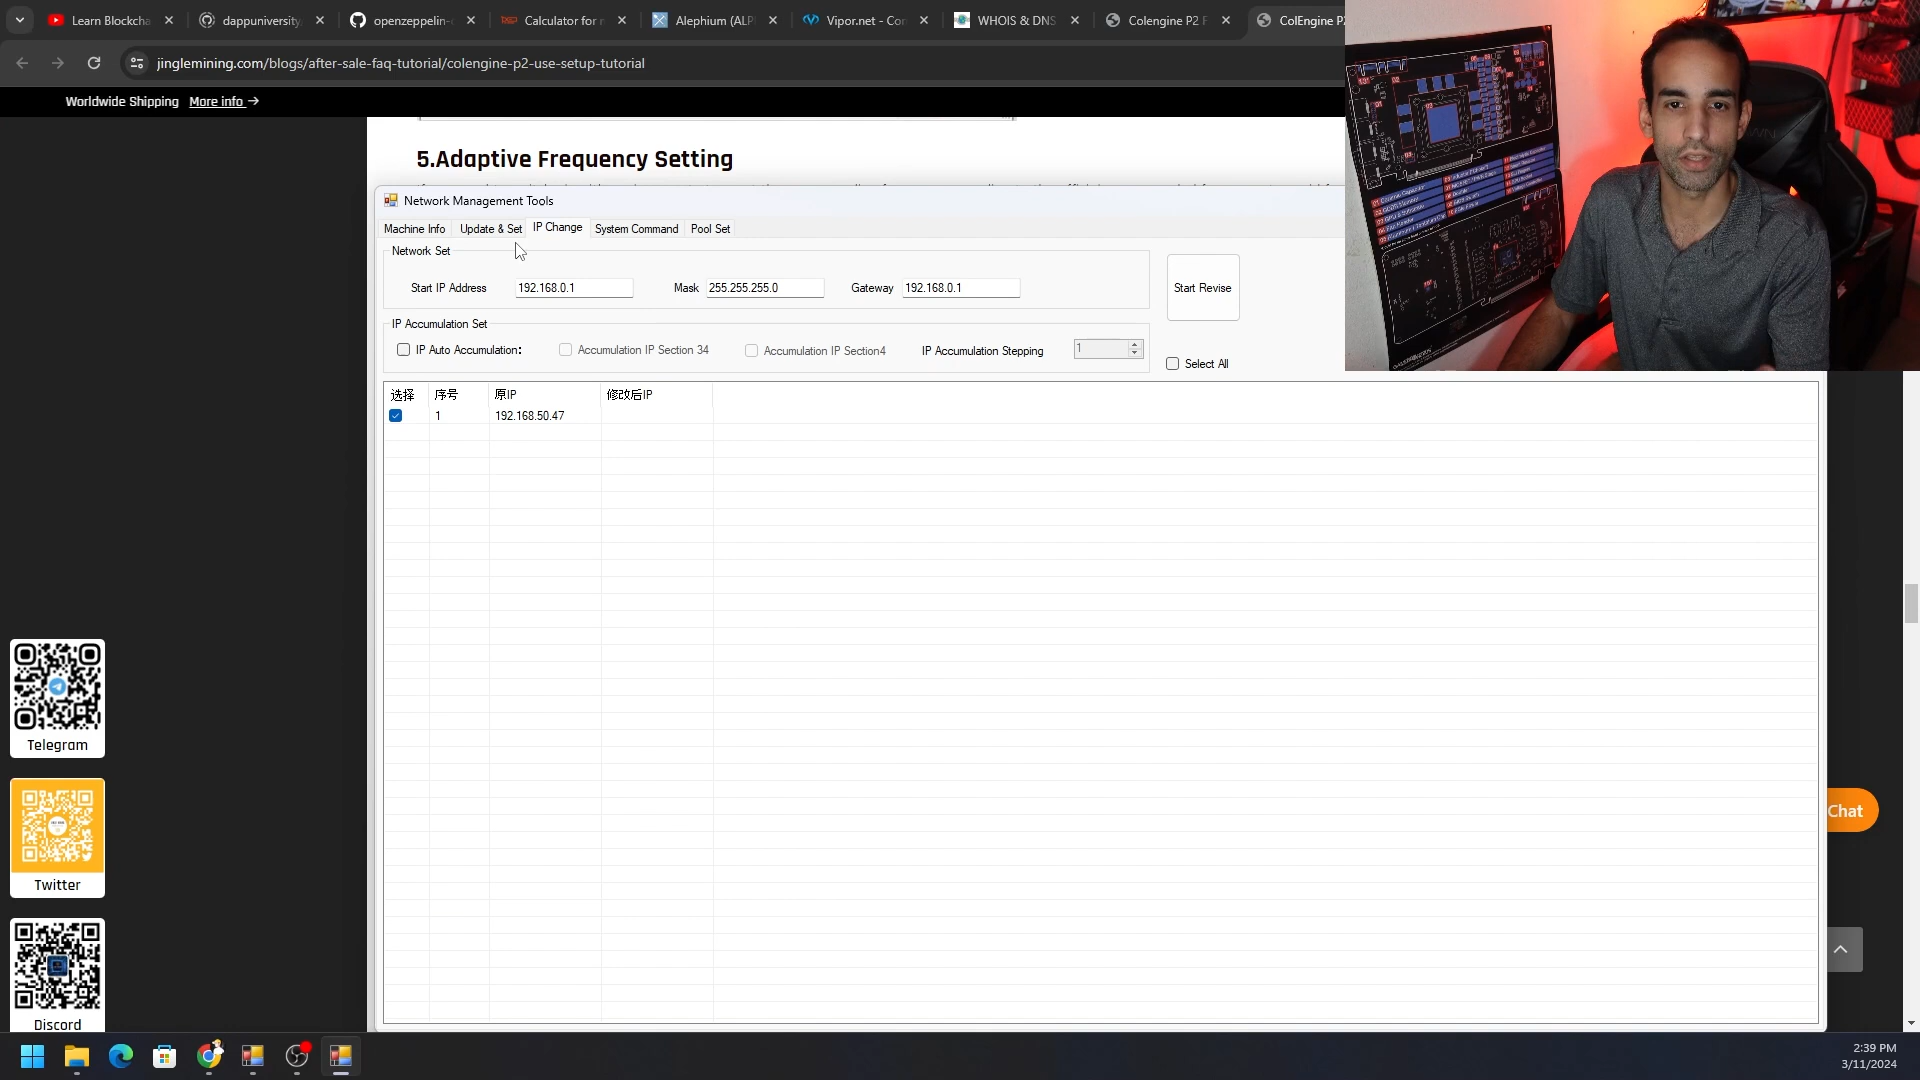 Learn Blockcha
dappuniversity
openzeppelin-c
Calculator for n
Alephium (ALP
Vipor.net - Con
WHOIS & DNS
Colengine P2 F
ColEngine P2
jinglemining.com/blogs/after-sale-faq-tutorial/colengine-p2-use-setup-tutorial
Worldwide Shipping More info →
5.Adaptive Frequency Setting
Network Management Tools
Machine Info Update & Set IP Change System Command Pool Set
Network Set
Start IP Address 192.168.0.1 Mask 255.255.255.0 Gateway 192.168.0.1
Start Revise
IP Accumulation Set
IP Auto Accumulation: Accumulation IP Section 34 Accumulation IP Section4 IP Accumulation Stepping 1
Select All
选择 序号 原IP 修改后IP
1 192.168.50.47
Telegram
Twitter
Discord
Chat
2:39 PM
3/11/2024